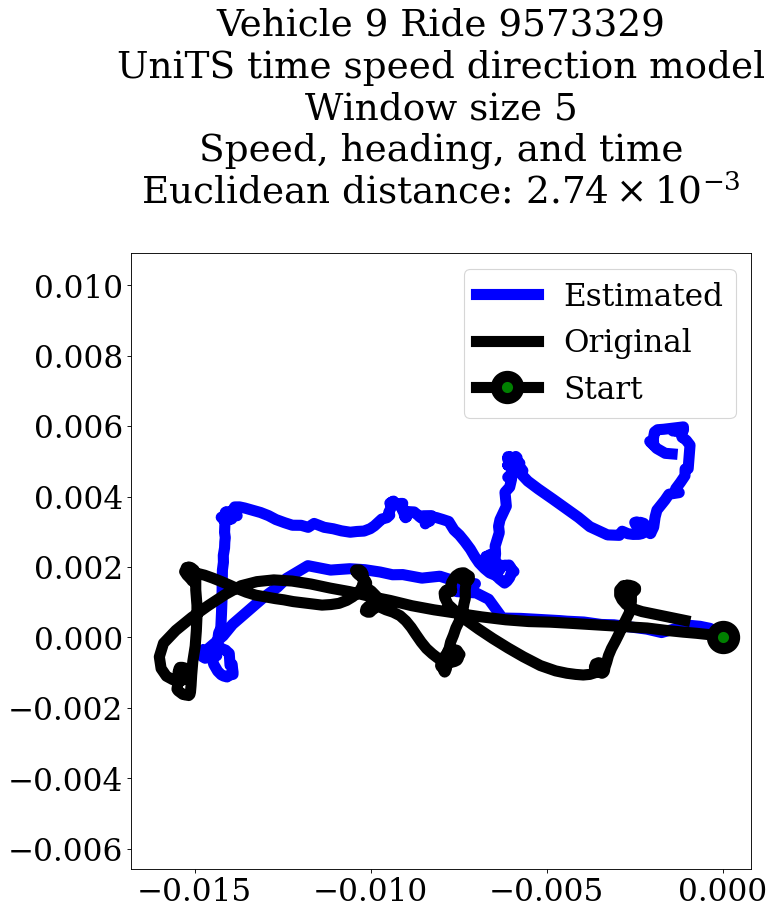 Vehicle 9 Ride 9573329
UniTS time speed direction model
Window size 5
Speed, heading, and time
Euclidean distance: 2.74 × 10⁻³
Estimated
Original
Start
0.010
0.008
0.006
0.004
0.002
0.000
−0.002
−0.004
−0.006
−0.015 −0.010 −0.005 0.000